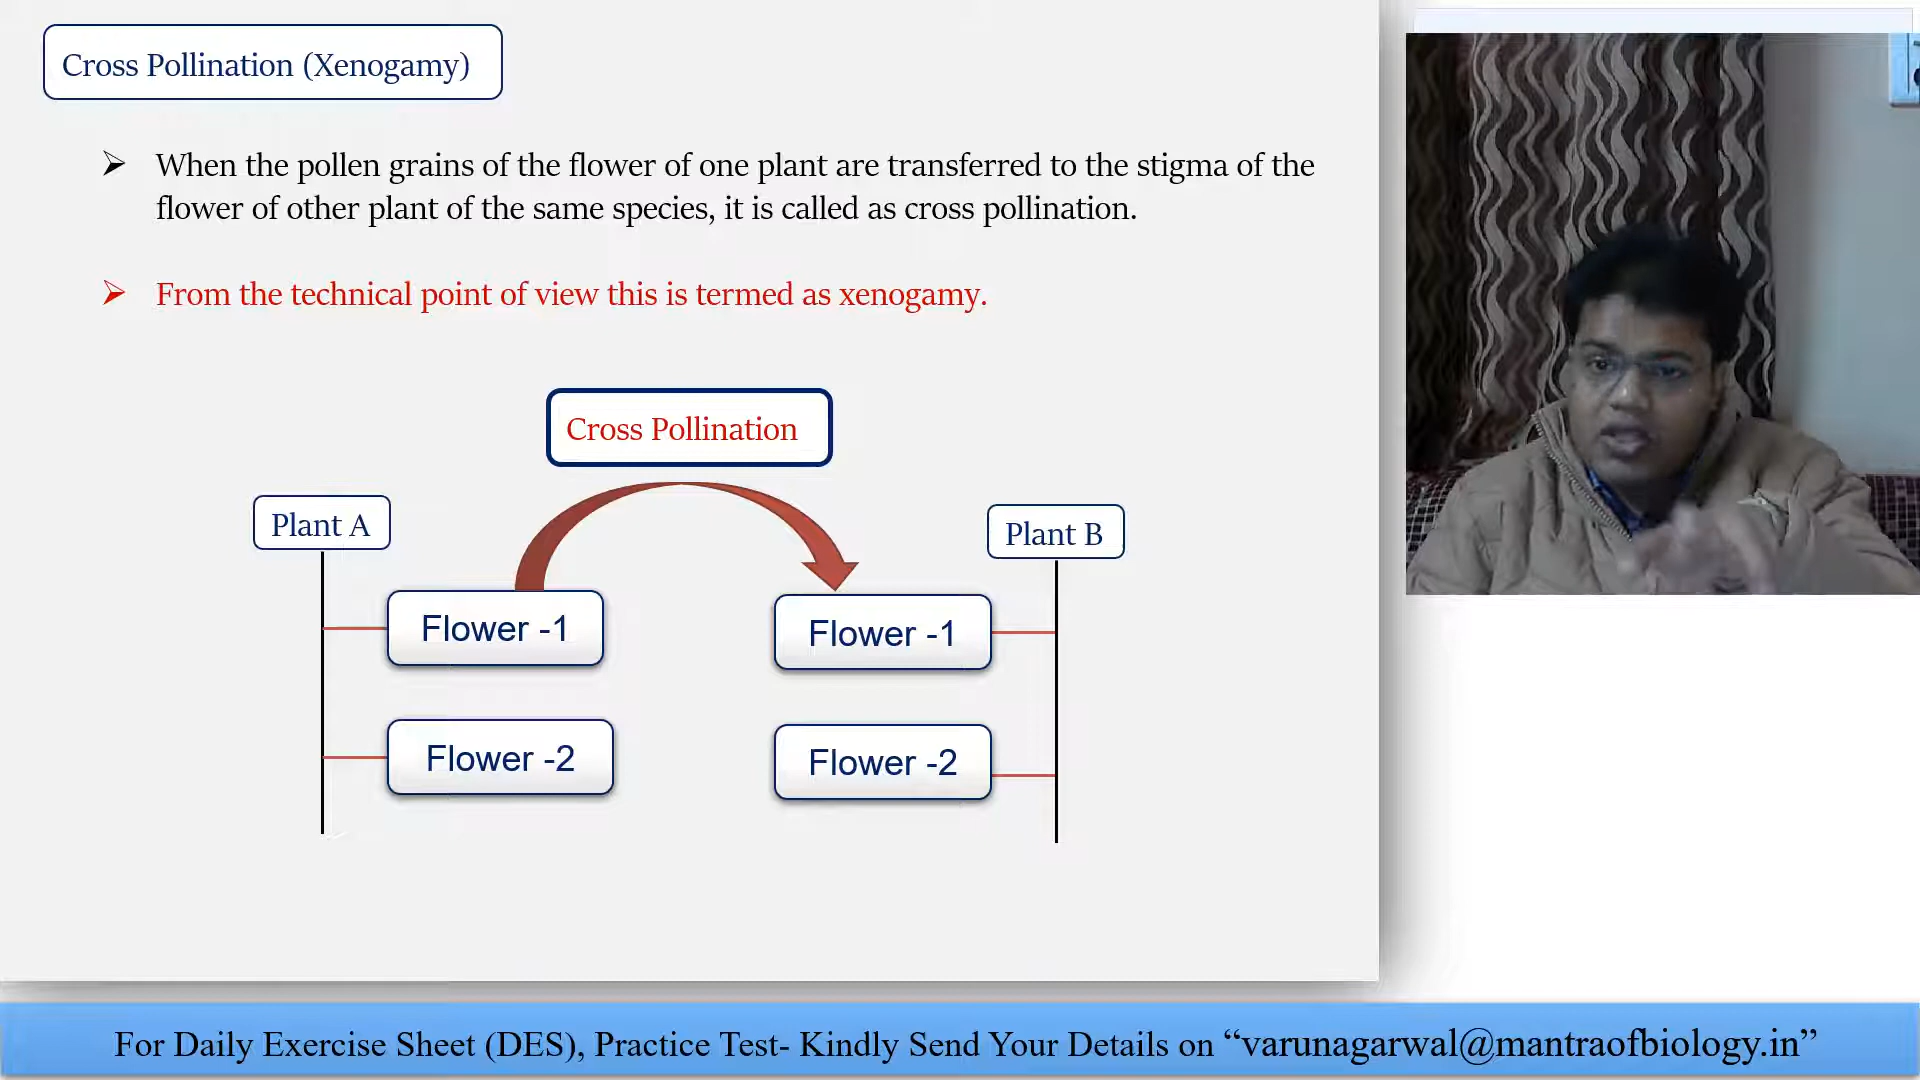 Cross Pollination (Xenogamy)
When the pollen grains of the flower of one plant are transferred to the stigma of the
flower of other plant of the same species, it is called as cross pollination.
From the technical point of view this is termed as xenogamy.
Cross Pollination
Plant A
Plant B
Flower -1
Flower -1
Flower -2
Flower -2
For Daily Exercise Sheet (DES), Practice Test- Kindly Send Your Details on “varunagarwal@mantraofbiology.in”